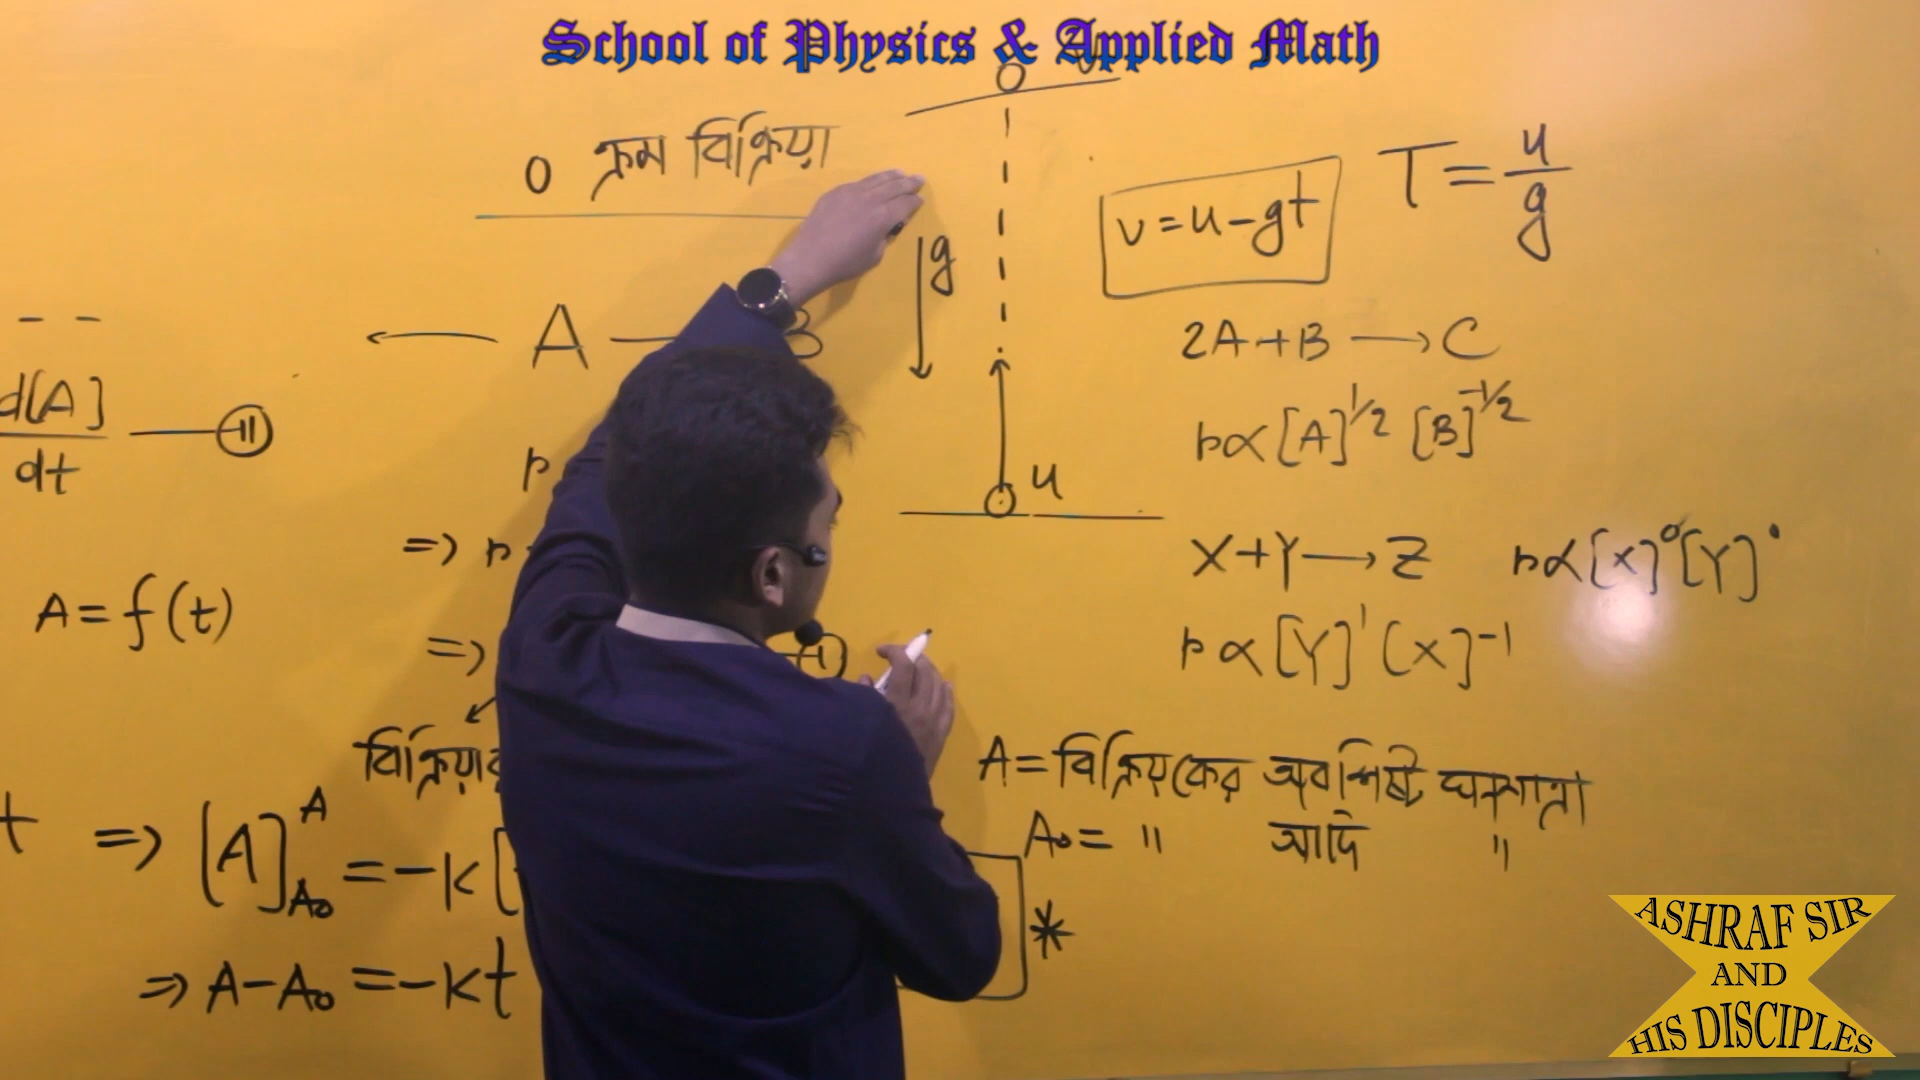 School of Physics & Applied Math
0 ক্রম বিক্রিয়া
g
u
v = u - gt
T = u/g
2A + B → C
r ∝ [A]^1/2 [B]^-1/2
X + Y → Z r ∝ [X]^0 [Y]^0
r ∝ [Y]^1 [X]^-1
A B
d[A]/dt — II
r
⇒ r
A = f(t)
⇒
I
A = বিক্রিয়কের অবশিষ্ট ঘনমাত্রা
A₀ = " আদি "
t ⇒ [A]_A₀^A = -k [
⇒ A - A₀ = -kt
*
ASHRAF SIR
AND
HIS DISCIPLES